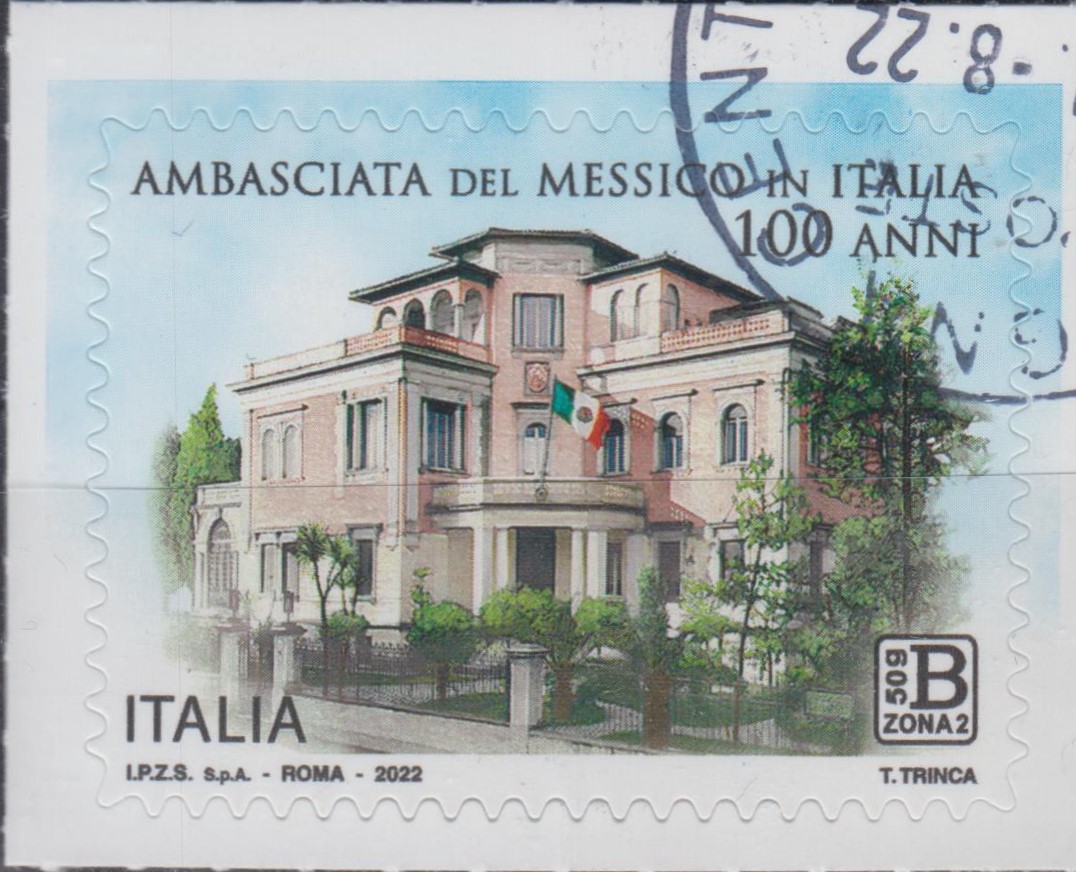 AMBASCIATA DEL MESSICO IN ITALIA
100 ANNI
B
50g
ZONA 2
ITALIA
I.P.Z.S. S.p.A. - ROMA - 2022
T. TRINCA
-8.22